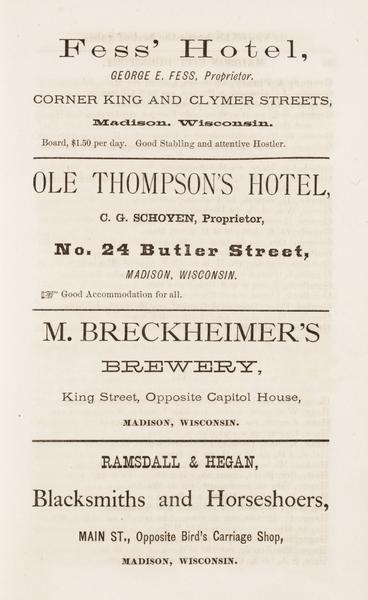 Fess' Hotel,
GEORGE E. FESS, Proprietor.
CORNER KING AND CLYMER STREETS,
Madison. Wisconsin.
Board, $1.50 per day. Good Stabling and attentive Hostler.
OLE THOMPSON'S HOTEL,
C. G. SCHOYEN, Proprietor,
No. 24 Butler Street,
MADISON, WISCONSIN.
☞ Good Accommodation for all.
M. BRECKHEIMER'S
BREWERY,
King Street, Opposite Capitol House,
MADISON, WISCONSIN.
RAMSDALL & HEGAN,
Blacksmiths and Horseshoers,
MAIN ST., Opposite Bird's Carriage Shop,
MADISON, WISCONSIN.